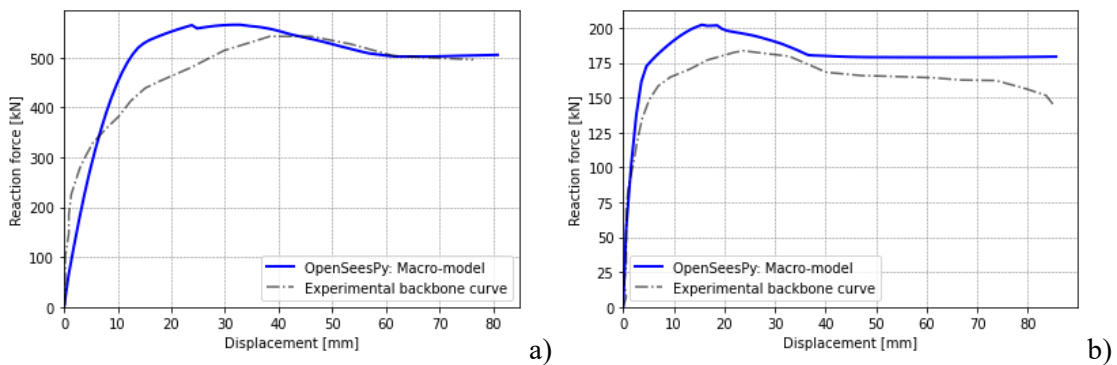 500
400
300
200
100
0
Reaction force [kN]
OpenSeesPy: Macro-model
Experimental backbone curve
0 10 20 30 40 50 60 70 80
Displacement [mm]
a)
200
175
150
125
100
75
50
25
0
Reaction force [kN]
OpenSeesPy: Macro-model
Experimental backbone curve
0 10 20 30 40 50 60 70 80
Displacement [mm]
b)